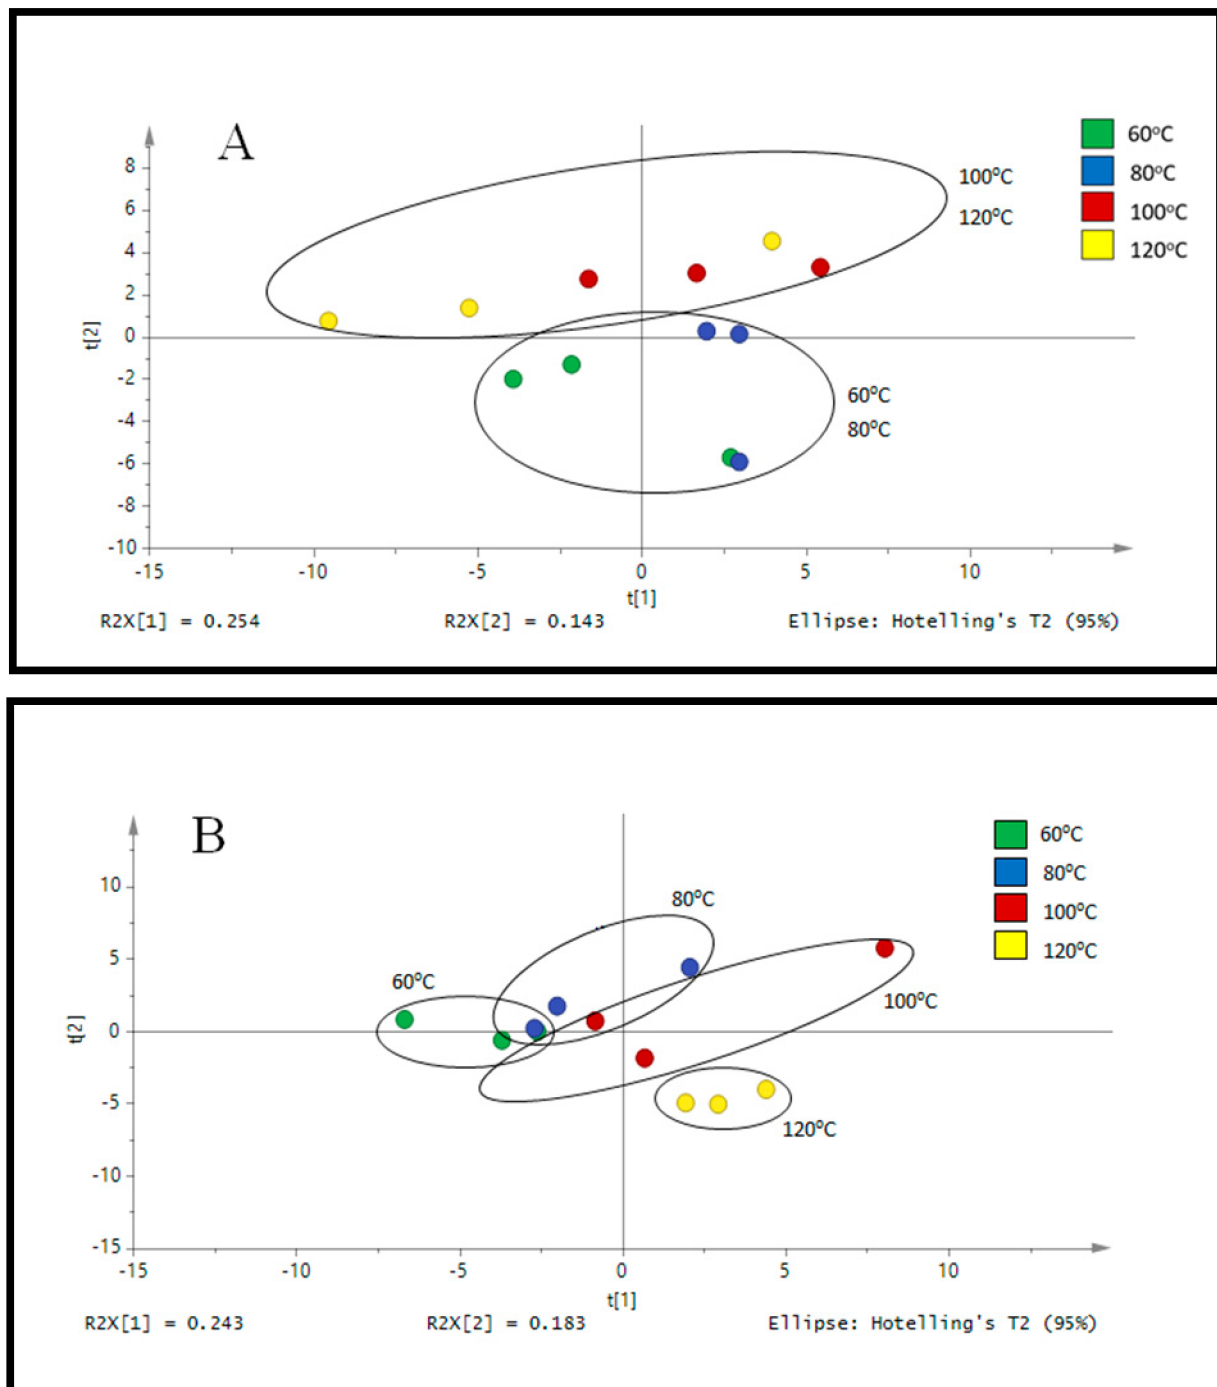 A
60°C
80°C
100°C
120°C
100°C
120°C
60°C
80°C
8
6
4
2
0
-2
-4
-6
-8
-10
t[2]
-15 -10 -5 0 5 10
t[1]
R2X[1] = 0.254 R2X[2] = 0.143 Ellipse: Hotelling's T2 (95%)
B
60°C
80°C
100°C
120°C
80°C
60°C
100°C
120°C
10
5
0
-5
-10
-15
t[2]
-15 -10 -5 0 5 10
t[1]
R2X[1] = 0.243 R2X[2] = 0.183 Ellipse: Hotelling's T2 (95%)